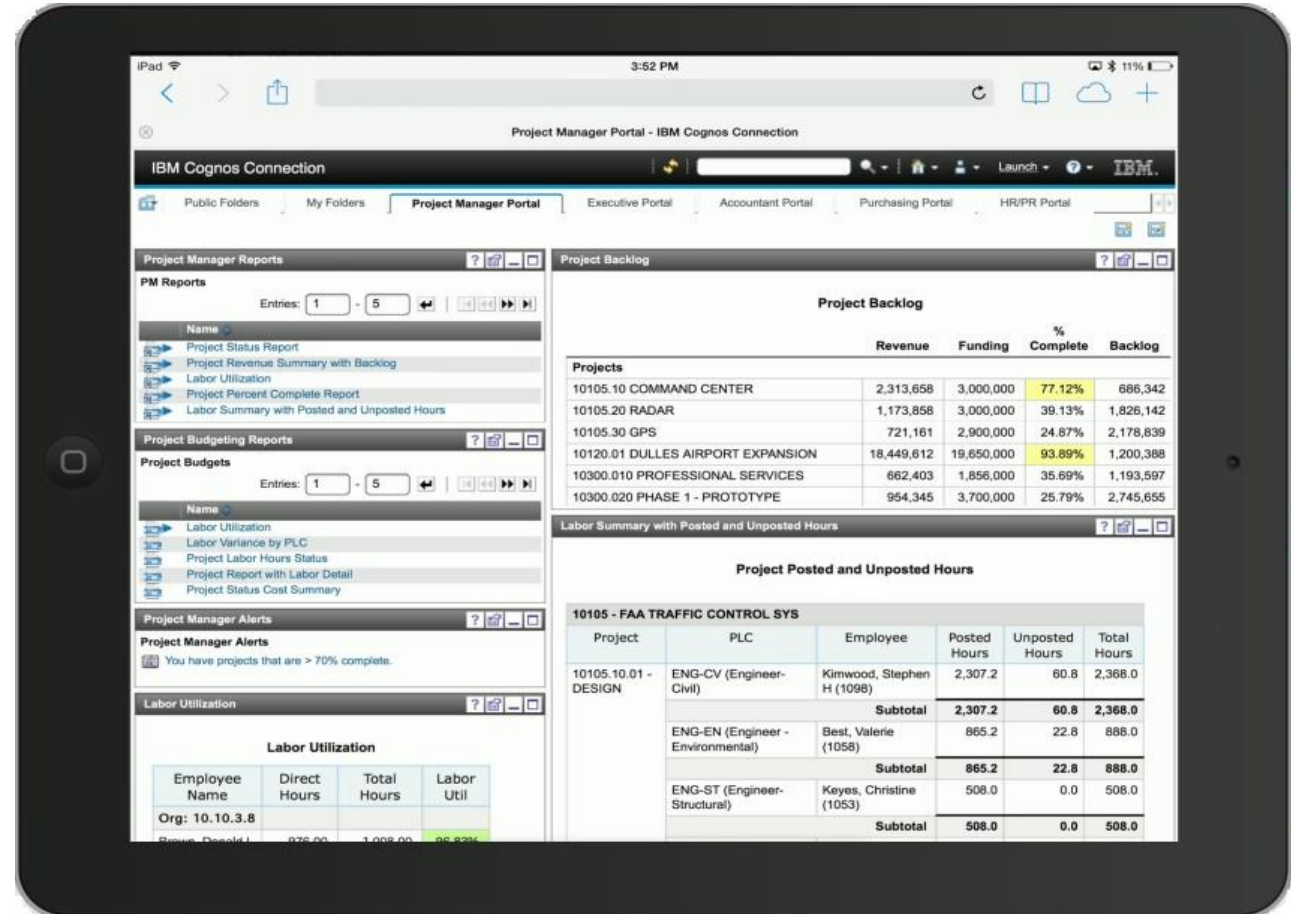 iPad
3:52 PM
11%
Project Manager Portal - IBM Cognos Connection
IBM Cognos Connection
Launch
IBM.
Public Folders
My Folders
Project Manager Portal
Executive Portal
Accountant Portal
Purchasing Portal
HR/PR Portal
Project Manager Reports
PM Reports
Entries: 1 - 5
Name
Project Status Report
Project Revenue Summary with Backlog
Labor Utilization
Project Percent Complete Report
Labor Summary with Posted and Unposted Hours
Project Budgeting Reports
Project Budgets
Entries: 1 - 5
Name
Labor Utilization
Labor Variance by PLC
Project Labor Hours Status
Project Report with Labor Detail
Project Status Cost Summary
Project Manager Alerts
Project Manager Alerts
You have projects that are > 70% complete.
Labor Utilization
Labor Utilization
Employee Name Direct Hours Total Hours Labor Util
Org: 10.10.3.8
Brown, Donald L 976.00 1,008.00 96.83%
Project Backlog
Project Backlog
Revenue Funding % Complete Backlog
Projects
10105.10 COMMAND CENTER 2,313,658 3,000,000 77.12% 686,342
10105.20 RADAR 1,173,858 3,000,000 39.13% 1,826,142
10105.30 GPS 721,161 2,900,000 24.87% 2,178,839
10120.01 DULLES AIRPORT EXPANSION 18,449,612 19,650,000 93.89% 1,200,388
10300.010 PROFESSIONAL SERVICES 662,403 1,856,000 35.69% 1,193,597
10300.020 PHASE 1 - PROTOTYPE 954,345 3,700,000 25.79% 2,745,655
Labor Summary with Posted and Unposted Hours
Project Posted and Unposted Hours
10105 - FAA TRAFFIC CONTROL SYS
Project PLC Employee Posted Hours Unposted Hours Total Hours
10105.10.01 - ENG-CV (Engineer- Kimwood, Stephen 2,307.2 60.8 2,368.0
DESIGN Civil) H (1098)
Subtotal 2,307.2 60.8 2,368.0
ENG-EN (Engineer - Best, Valerie 865.2 22.8 888.0
Environmental) (1058)
Subtotal 865.2 22.8 888.0
ENG-ST (Engineer- Keyes, Christine 508.0 0.0 508.0
Structural) (1053)
Subtotal 508.0 0.0 508.0